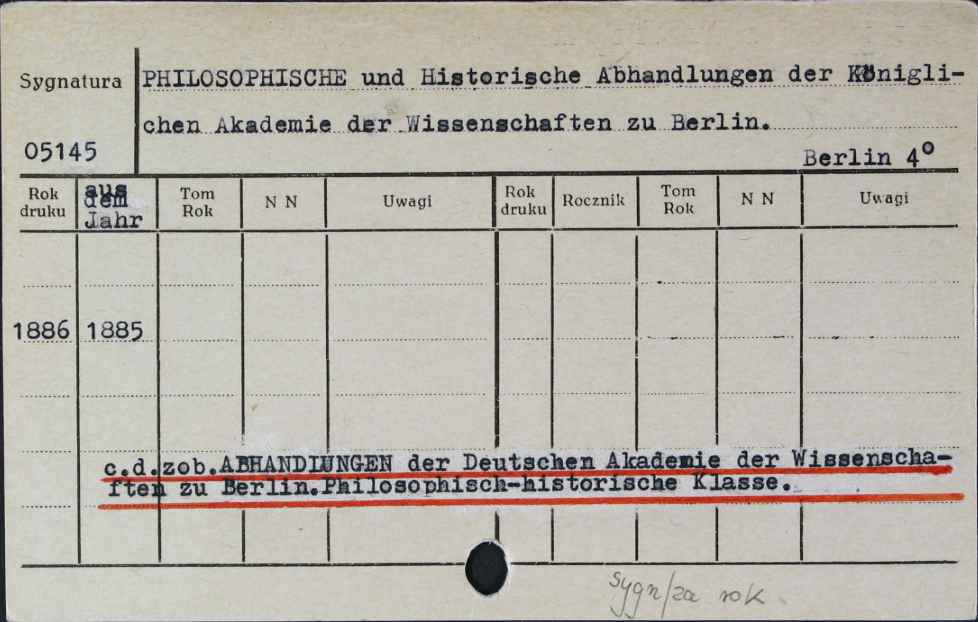 Sygnatura
PHILOSOPHISCHE und Historische Abhandlungen der Königli-
chen Akademie der Wissenschaften zu Berlin.
05145
Berlin 4°
Rok druku | aus dem Jahr | Tom Rok | N N | Uwagi | Rok druku | Rocznik | Tom Rok | N N | Uwagi
1886 1885
c.d.zob.ABHANDLUNGEN der Deutschen Akademie der Wissenscha-
ften zu Berlin.Philosophisch-historische Klasse.
sygn/za rok